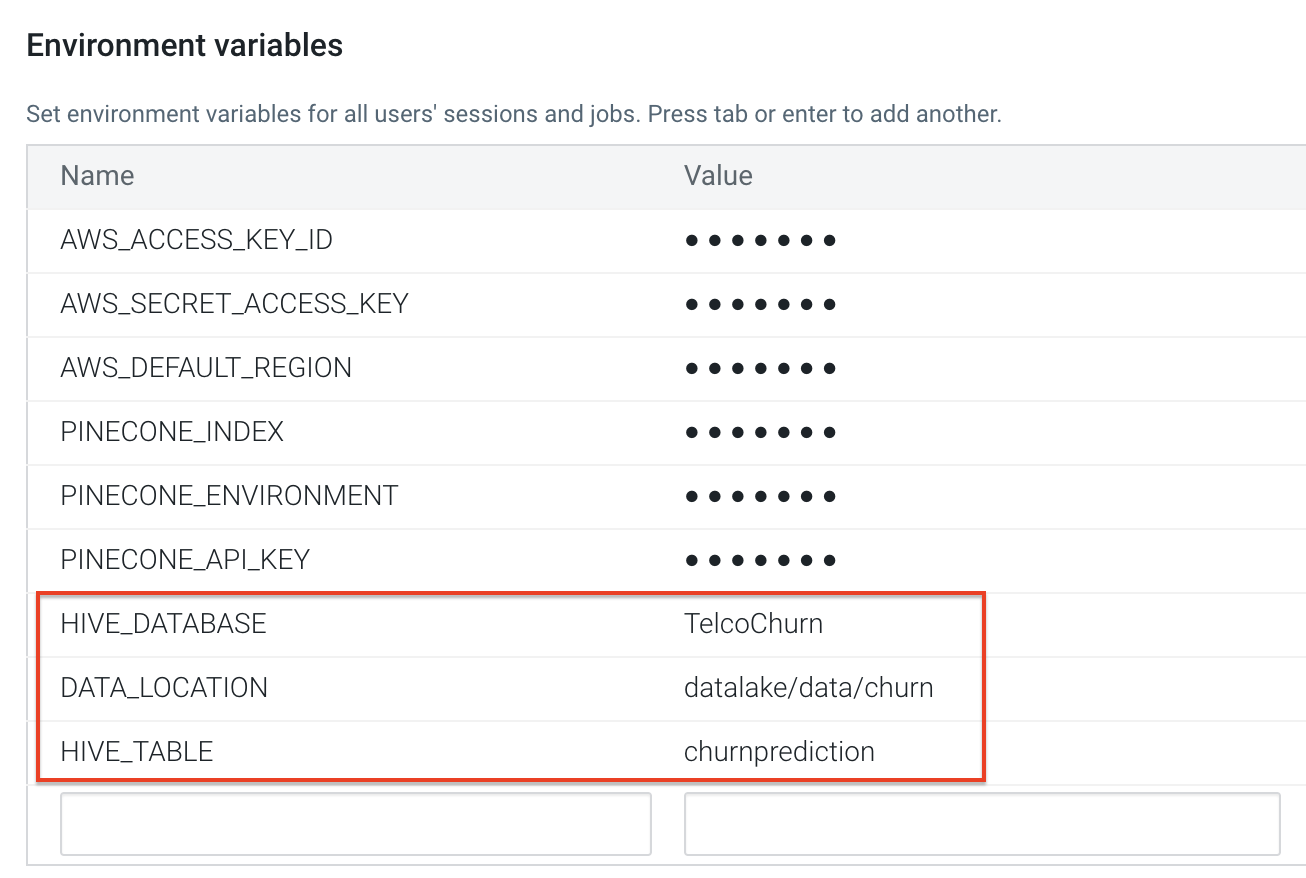 Environment variables
Set environment variables for all users' sessions and jobs. Press tab or enter to add another.
Name Value
AWS_ACCESS_KEY_ID •••••••
AWS_SECRET_ACCESS_KEY •••••••
AWS_DEFAULT_REGION •••••••
PINECONE_INDEX •••••••
PINECONE_ENVIRONMENT •••••••
PINECONE_API_KEY •••••••
HIVE_DATABASE TelcoChurn
DATA_LOCATION datalake/data/churn
HIVE_TABLE churnprediction